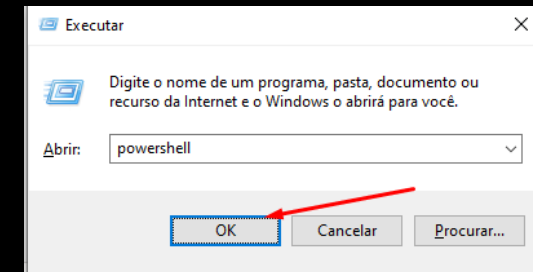 Executar
Digite o nome de um programa, pasta, documento ou
recurso da Internet e o Windows o abrirá para você.
Abrir:
powershell
OK
Cancelar
Procurar...